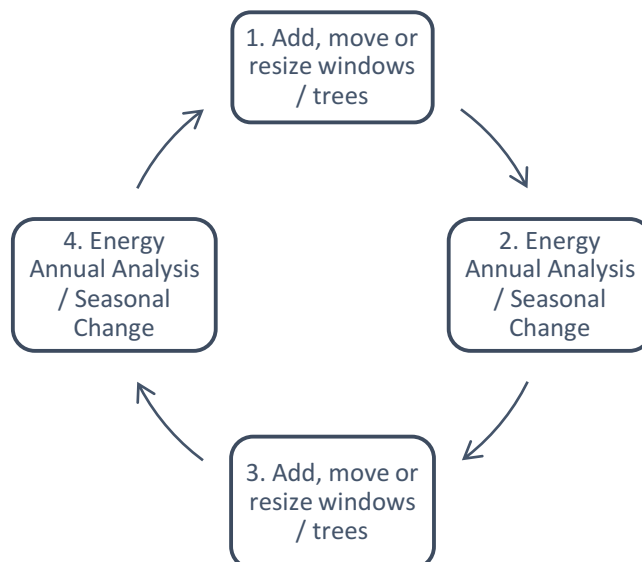 1. Add, move or
resize windows
/ trees
2. Energy
Annual Analysis
/ Seasonal
Change
3. Add, move or
resize windows
/ trees
4. Energy
Annual Analysis
/ Seasonal
Change